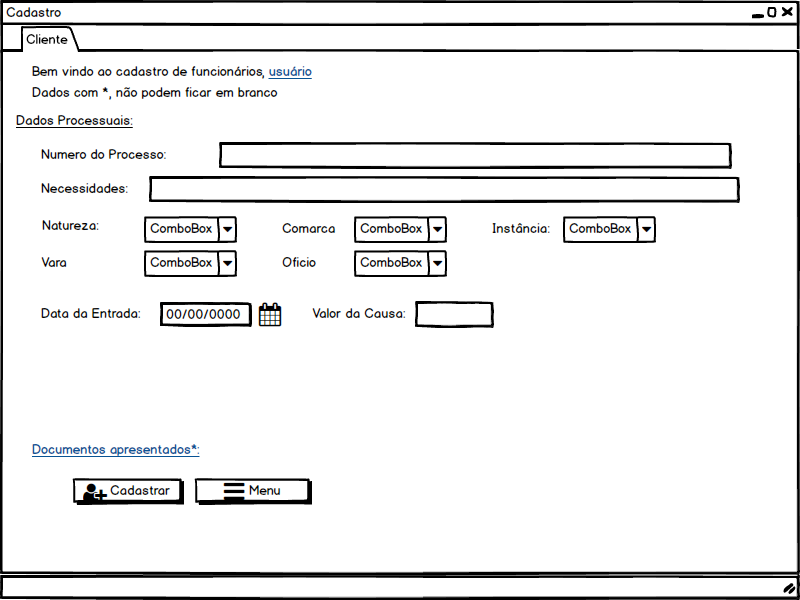 Cadastro
Cliente
Bem vindo ao cadastro de funcionários, usuário
Dados com *, não podem ficar em branco
Dados Processuais:
Numero do Processo:
Necessidades:
Natureza: ComboBox Comarca ComboBox Instância: ComboBox
Vara ComboBox Oficio ComboBox
Data da Entrada: 00/00/0000 Valor da Causa:
Documentos apresentados*:
Cadastrar Menu